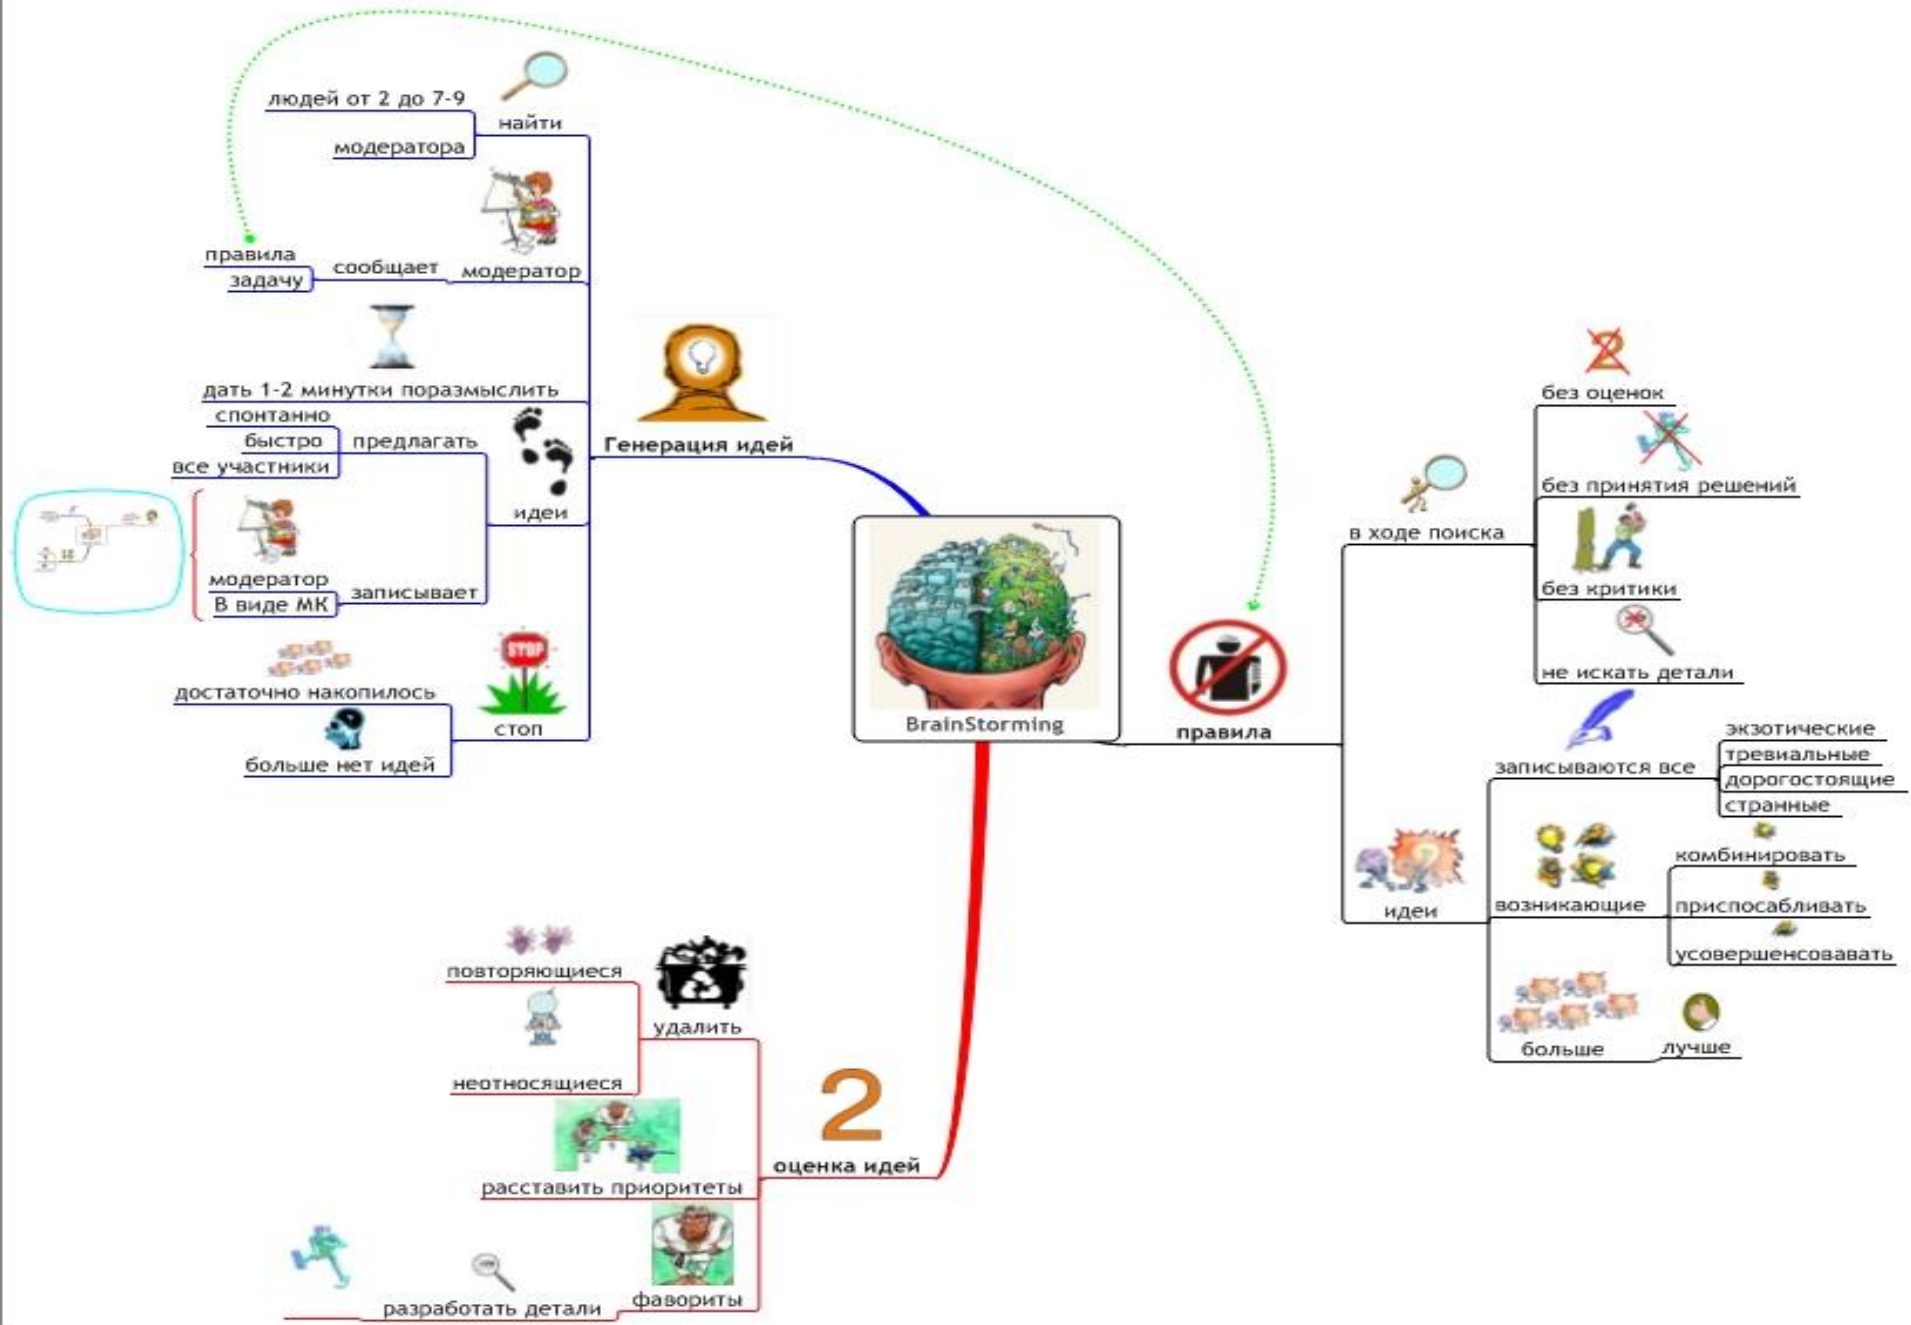 людей от 2 до 7-9
найти
модератора
правила
сообщает
модератор
задачу
дать 1-2 минутки поразмыслить
спонтанно
быстро
предлагать
все участники
Генерация идей
идеи
модератор
записывает
В виде МК
STOP
достаточно накопилось
стоп
больше нет идей
BrainStorming
правила
2
без оценок
без принятия решений
в ходе поиска
без критики
не искать детали
записываются все
экзотические
тревиальные
дорогостоящие
странные
идеи
возникающие
комбинировать
приспосабливать
усовершенсовавать
больше
лучше
повторяющиеся
удалить
неотносящиеся
2
оценка идей
расставить приоритеты
фавориты
разработать детали